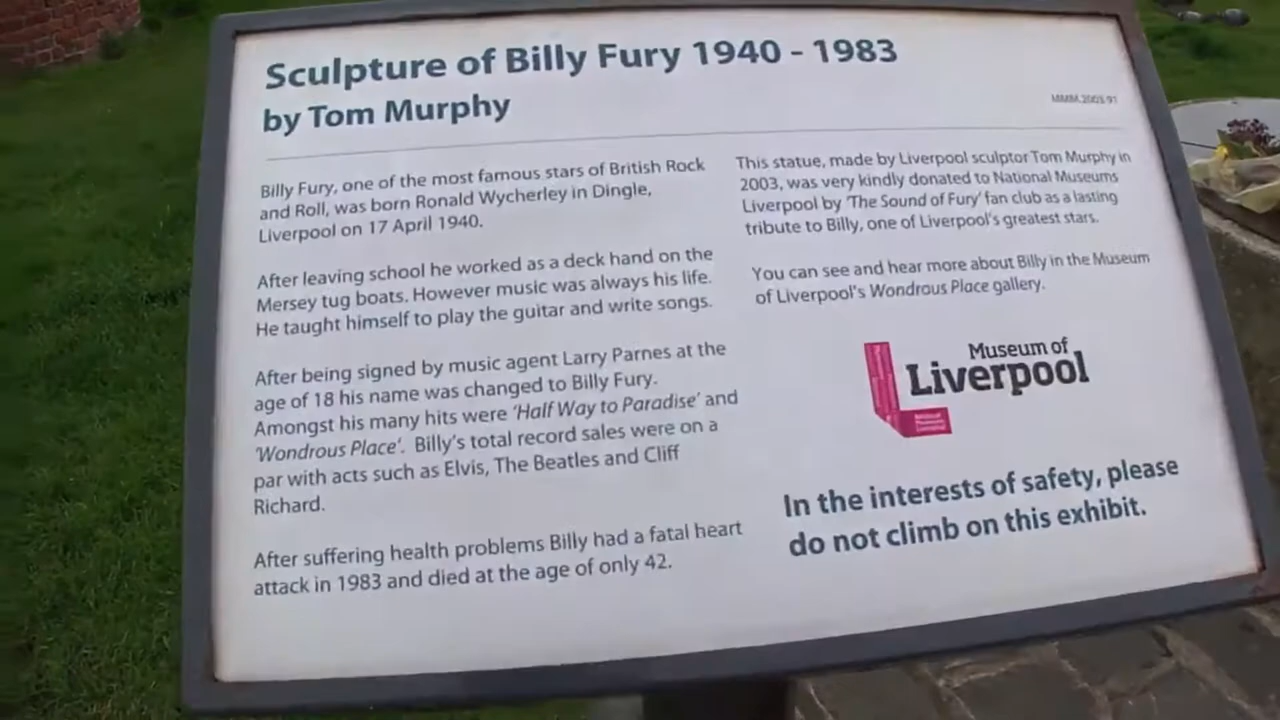 Sculpture of Billy Fury 1940 - 1983
by Tom Murphy
MMM.2003.91
Billy Fury, one of the most famous stars of British Rock
and Roll, was born Ronald Wycherley in Dingle,
Liverpool on 17 April 1940.
After leaving school he worked as a deck hand on the
Mersey tug boats. However music was always his life.
He taught himself to play the guitar and write songs.
After being signed by music agent Larry Parnes at the
age of 18 his name was changed to Billy Fury.
Amongst his many hits were 'Half Way to Paradise' and
'Wondrous Place'. Billy's total record sales were on a
par with acts such as Elvis, The Beatles and Cliff
Richard.
After suffering health problems Billy had a fatal heart
attack in 1983 and died at the age of only 42.
This statue, made by Liverpool sculptor Tom Murphy in
2003, was very kindly donated to National Museums
Liverpool by 'The Sound of Fury' fan club as a lasting
tribute to Billy, one of Liverpool's greatest stars.
You can see and hear more about Billy in the Museum
of Liverpool's Wondrous Place gallery.
Museum of
Liverpool
National
Museums
Liverpool
In the interests of safety, please
do not climb on this exhibit.